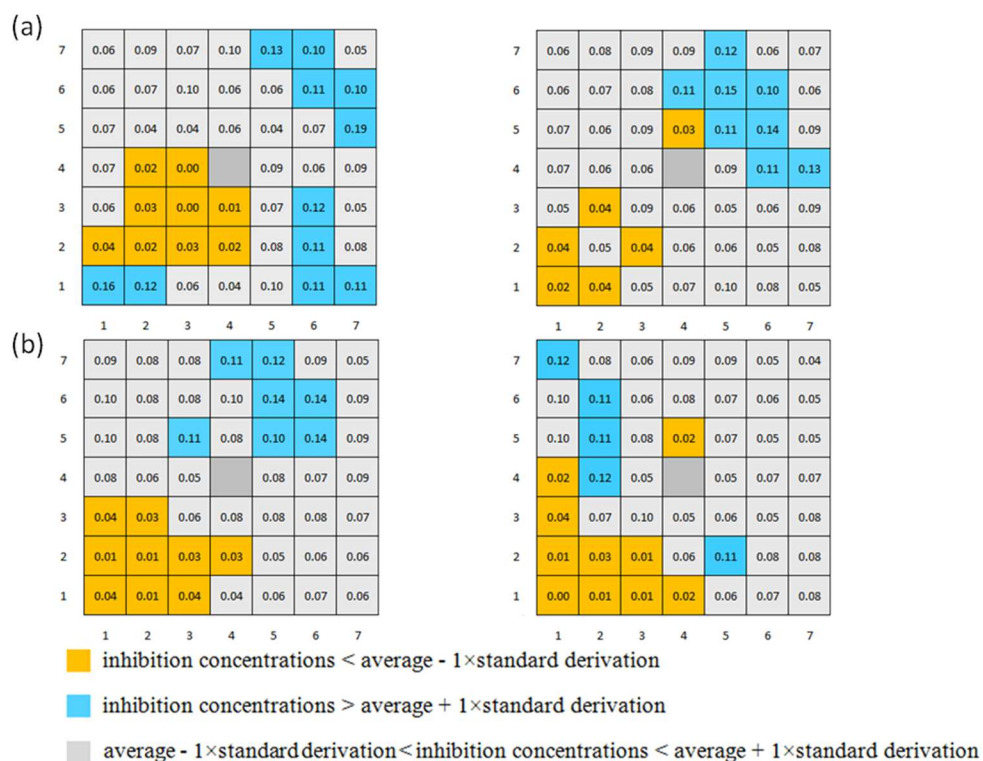 (a)
7 0.06 0.09 0.07 0.10 0.13 0.10 0.05
6 0.06 0.07 0.10 0.06 0.06 0.11 0.10
5 0.07 0.04 0.04 0.06 0.04 0.07 0.19
4 0.07 0.02 0.00 0.09 0.06 0.09
3 0.06 0.03 0.00 0.01 0.07 0.12 0.05
2 0.04 0.02 0.03 0.02 0.08 0.11 0.08
1 0.16 0.12 0.06 0.04 0.10 0.11 0.11
1 2 3 4 5 6 7
7 0.06 0.08 0.09 0.09 0.12 0.06 0.07
6 0.06 0.07 0.08 0.11 0.15 0.10 0.06
5 0.07 0.06 0.09 0.03 0.11 0.14 0.09
4 0.07 0.06 0.06 0.09 0.11 0.13
3 0.05 0.04 0.09 0.06 0.05 0.06 0.09
2 0.04 0.05 0.04 0.06 0.06 0.05 0.08
1 0.02 0.04 0.05 0.07 0.10 0.08 0.05
1 2 3 4 5 6 7
(b)
7 0.09 0.08 0.08 0.11 0.12 0.09 0.05
6 0.10 0.08 0.08 0.10 0.14 0.14 0.09
5 0.10 0.08 0.11 0.08 0.10 0.14 0.09
4 0.08 0.06 0.05 0.08 0.07 0.09
3 0.04 0.03 0.06 0.08 0.08 0.08 0.07
2 0.01 0.01 0.03 0.03 0.05 0.06 0.06
1 0.04 0.01 0.04 0.04 0.06 0.07 0.06
1 2 3 4 5 6 7
7 0.12 0.08 0.06 0.09 0.09 0.05 0.04
6 0.10 0.11 0.06 0.08 0.07 0.06 0.05
5 0.10 0.11 0.08 0.02 0.07 0.05 0.05
4 0.02 0.12 0.05 0.05 0.07 0.07
3 0.04 0.07 0.10 0.05 0.06 0.05 0.08
2 0.01 0.03 0.01 0.06 0.11 0.08 0.08
1 0.00 0.01 0.01 0.02 0.06 0.07 0.08
1 2 3 4 5 6 7
inhibition concentrations < average - 1×standard derivation
inhibition concentrations > average + 1×standard derivation
average - 1×standard derivation< inhibition concentrations < average + 1×standard derivation